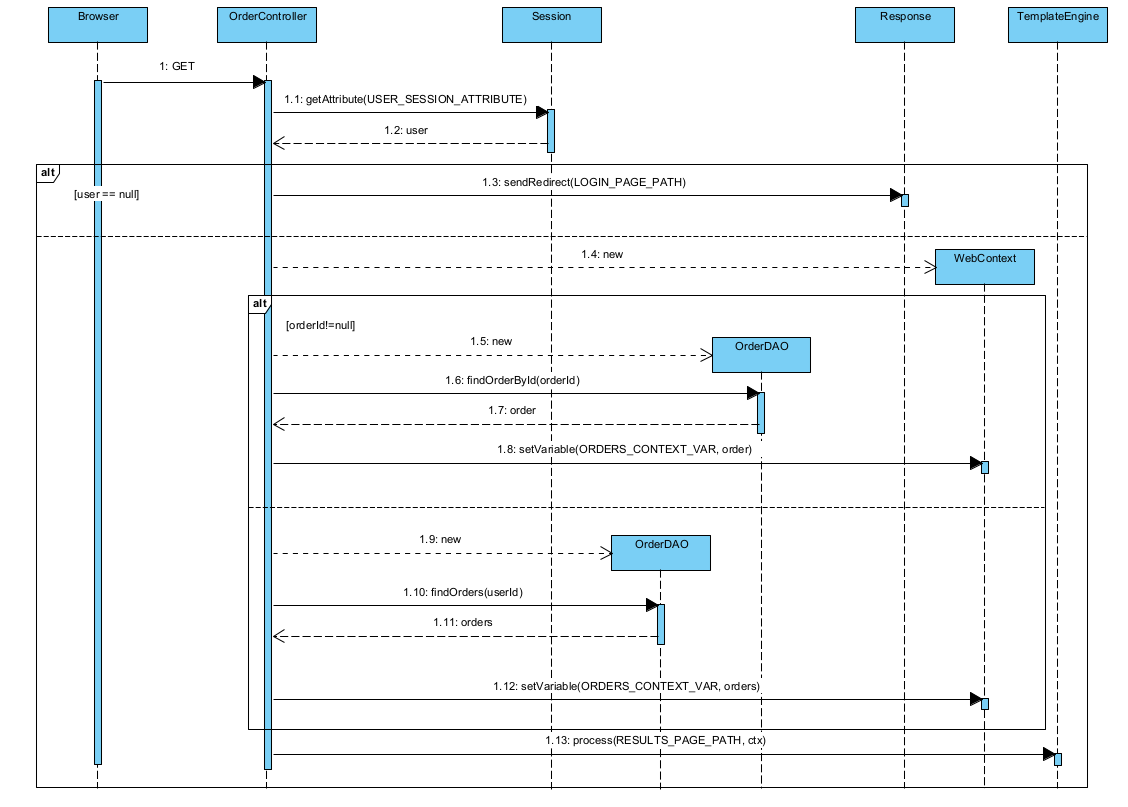 Browser
OrderController
Session
Response
TemplateEngine
1: GET
1.1: getAttribute(USER_SESSION_ATTRIBUTE)
1.2: user
alt
[user == null]
1.3: sendRedirect(LOGIN_PAGE_PATH)
1.4: new
WebContext
alt
[orderId!=null]
1.5: new
OrderDAO
1.6: findOrderById(orderId)
1.7: order
1.8: setVariable(ORDERS_CONTEXT_VAR, order)
1.9: new
OrderDAO
1.10: findOrders(userId)
1.11: orders
1.12: setVariable(ORDERS_CONTEXT_VAR, orders)
1.13: process(RESULTS_PAGE_PATH, ctx)